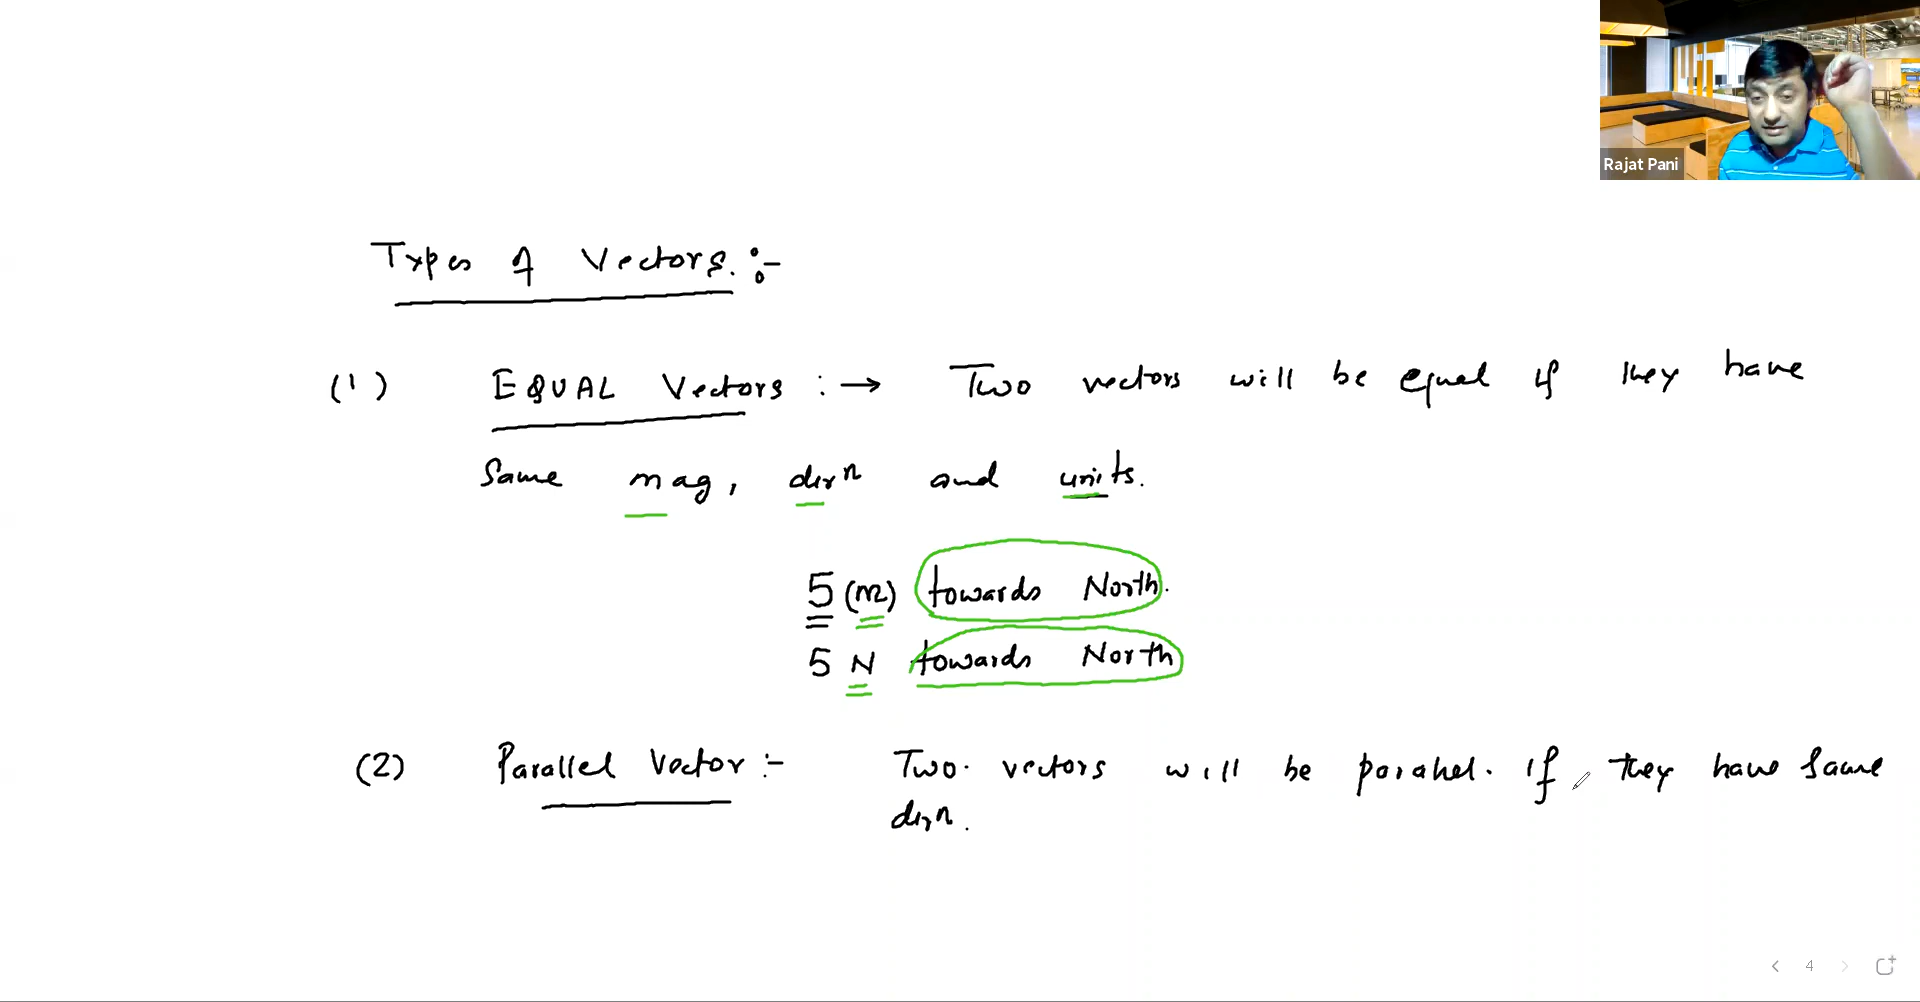 Rajat Pani
Types of Vectors :-
(1) EQUAL Vectors : → Two vectors will be equal if they have
Same mag, dirⁿ and units.
5 (m) towards North.
5 N towards North
(2) Parallel Vector :- Two vectors will be parallel. If they have same
dirⁿ.
4